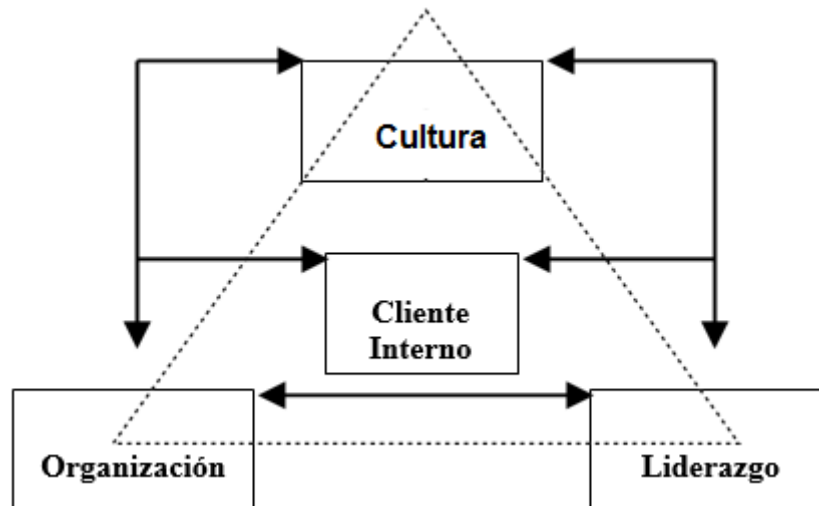 Cultura
Cliente
Interno
Organización
Liderazgo